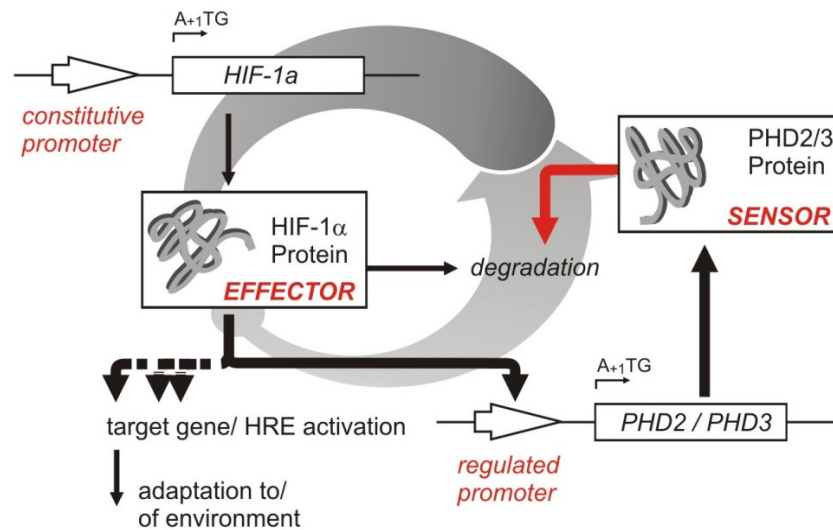 A+1TG
HIF-1a
constitutive
promoter
HIF-1α
Protein
EFFECTOR
PHD2/3
Protein
SENSOR
degradation
target gene/ HRE activation
adaptation to/
of environment
A+1TG
PHD2 / PHD3
regulated
promoter